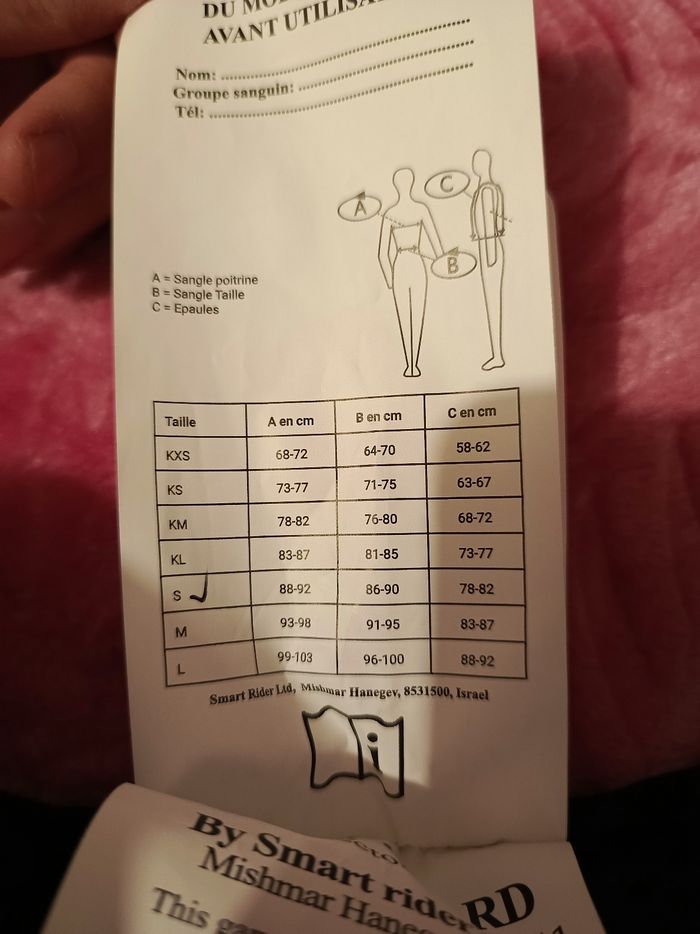 AVANT
Nom: ........................................
Groupe sanguin: ..............................
Tél: ..............................................
A
C
B
A = Sangle poitrine
B = Sangle Taille
C = Epaules
Taille A en cm B en cm C en cm
KXS 68-72 64-70 58-62
KS 73-77 71-75 63-67
KM 78-82 76-80 68-72
KL 83-87 81-85 73-77
S 88-92 86-90 78-82
M 93-98 91-95 83-87
L 99-103 96-100 88-92
Smart Rider Ltd, Mishmar Hanegev, 8531500, Israel
i
By Smart rider
Mishmar
RD
This